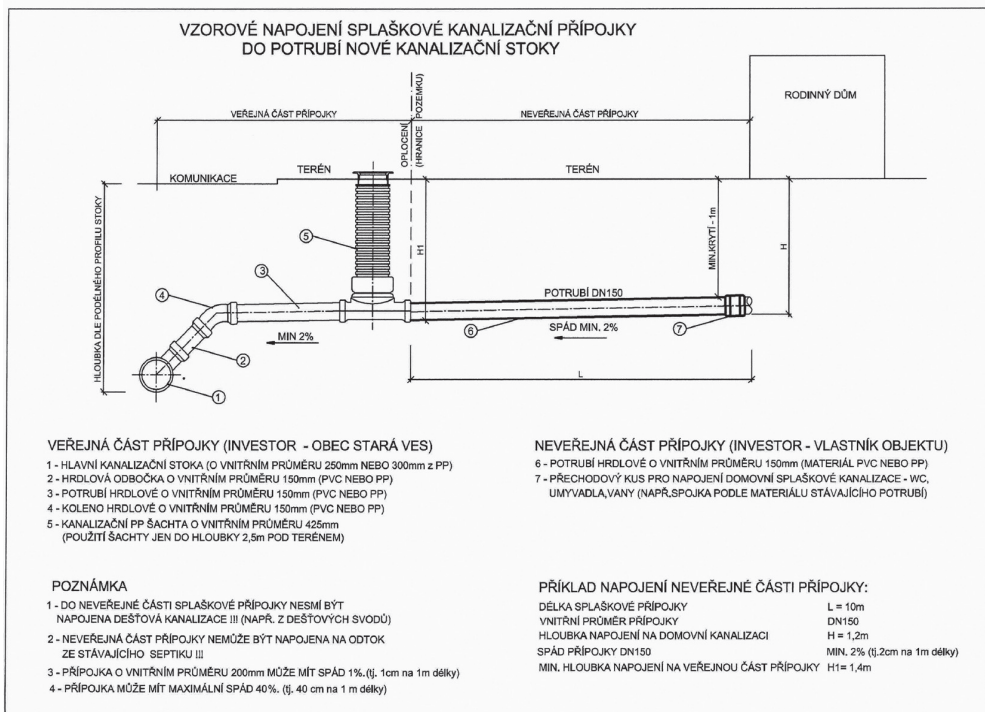 VZOROVÉ NAPOJENÍ SPLAŠKOVÉ KANALIZAČNÍ PŘÍPOJKY
DO POTRUBÍ NOVÉ KANALIZAČNÍ STOKY
RODINNÝ DŮM
VEŘEJNÁ ČÁST PŘÍPOJKY
OPLOCENÍ
(HRANICE POZEMKU)
NEVEŘEJNÁ ČÁST PŘÍPOJKY
KOMUNIKACE
TERÉN
TERÉN
HLOUBKA DLE PODÉLNÉHO PROFILU STOKY
5
H1
MIN.KRYTÍ - 1m
H
3
4
POTRUBÍ DN150
MIN 2%
2
6
SPÁD MIN. 2%
7
1
L
VEŘEJNÁ ČÁST PŘÍPOJKY (INVESTOR - OBEC STARÁ VES)
1 - HLAVNÍ KANALIZAČNÍ STOKA (O VNITŘNÍM PRŮMĚRU 250mm NEBO 300mm z PP)
2 - HRDLOVÁ ODBOČKA O VNITŘNÍM PRŮMĚRU 150mm (PVC NEBO PP)
3 - POTRUBÍ HRDLOVÉ O VNITŘNÍM PRŮMĚRU 150mm (PVC NEBO PP)
4 - KOLENO HRDLOVÉ O VNITŘNÍM PRŮMĚRU 150mm (PVC NEBO PP)
5 - KANALIZAČNÍ PP ŠACHTA O VNITŘNÍM PRŮMĚRU 425mm
(POUŽITÍ ŠACHTY JEN DO HLOUBKY 2,5m POD TERÉNEM)
NEVEŘEJNÁ ČÁST PŘÍPOJKY (INVESTOR - VLASTNÍK OBJEKTU)
6 - POTRUBÍ HRDLOVÉ O VNITŘNÍM PRŮMĚRU 150mm (MATERIÁL PVC NEBO PP)
7 - PŘECHODOVÝ KUS PRO NAPOJENÍ DOMOVNÍ SPLAŠKOVÉ KANALIZACE - WC,
UMYVADLA,VANY (NAPŘ.SPOJKA PODLE MATERIÁLU STÁVAJÍCÍHO POTRUBÍ)
POZNÁMKA
1 - DO NEVEŘEJNÉ ČÁSTI SPLAŠKOVÉ PŘÍPOJKY NESMÍ BÝT
NAPOJENA DEŠŤOVÁ KANALIZACE !!! (NAPŘ. Z DEŠŤOVÝCH SVODŮ)
2 - NEVEŘEJNÁ ČÁST PŘÍPOJKY NEMŮŽE BÝT NAPOJENA NA ODTOK
ZE STÁVAJÍCÍHO SEPTIKU !!!
3 - PŘÍPOJKA O VNITŘNÍM PRŮMĚRU 200mm MŮŽE MÍT SPÁD 1%.(tj. 1cm na 1m délky)
4 - PŘÍPOJKA MŮŽE MÍT MAXIMÁLNÍ SPÁD 40%. (tj. 40 cm na 1 m délky)
PŘÍKLAD NAPOJENÍ NEVEŘEJNÉ ČÁSTI PŘÍPOJKY:
DÉLKA SPLAŠKOVÉ PŘÍPOJKY L = 10m
VNITŘNÍ PRŮMĚR PŘÍPOJKY DN150
HLOUBKA NAPOJENÍ NA DOMOVNÍ KANALIZACI H = 1,2m
SPÁD PŘÍPOJKY DN150 MIN. 2% (tj.2cm na 1m délky)
MIN. HLOUBKA NAPOJENÍ NA VEŘEJNOU ČÁST PŘÍPOJKY H1= 1,4m